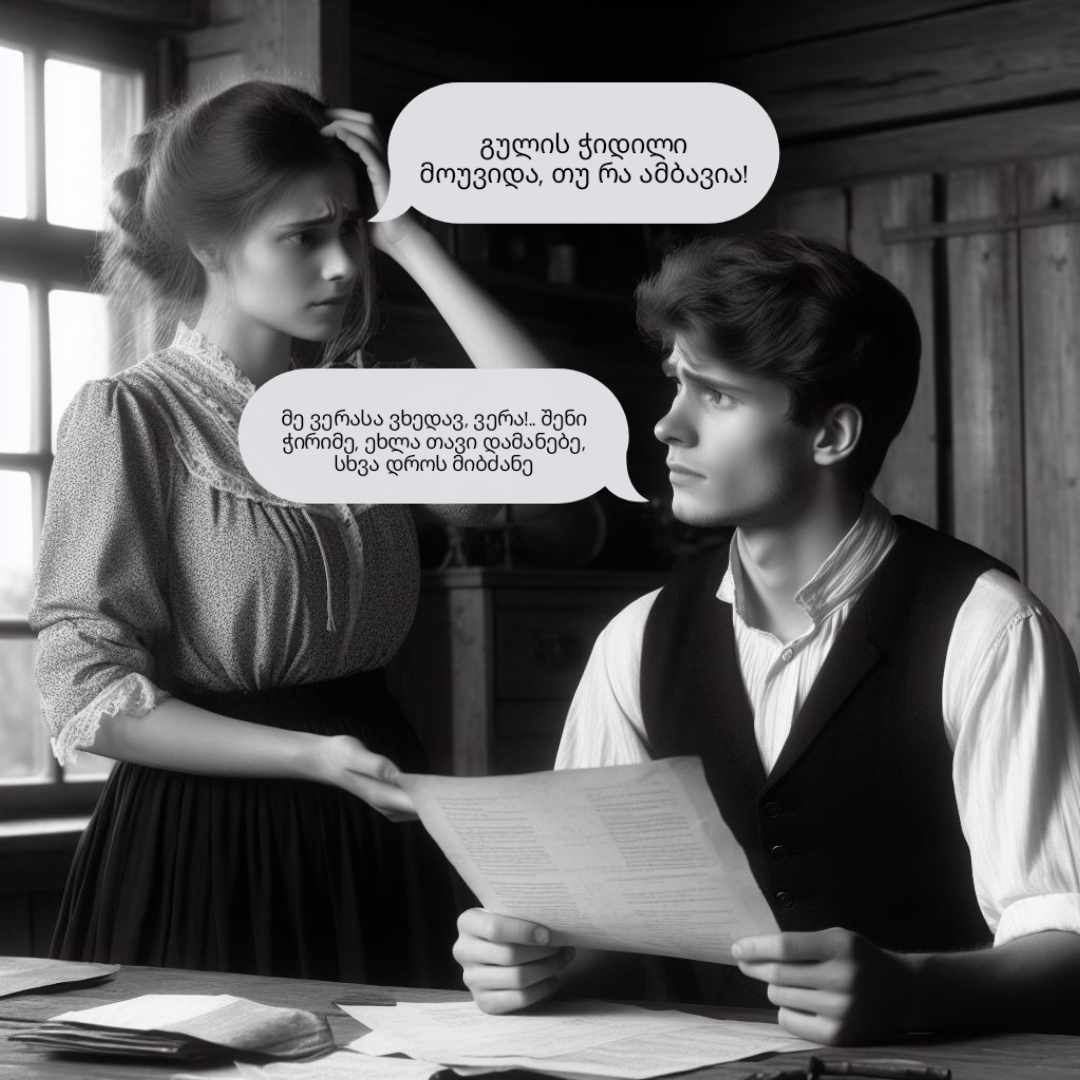 გულის ჭიდილი
მოუვიდა, თუ რა ამბავია!
მე ვერასა ვხედავ, ვერა!.. შენი
ჭირიმე, ეხლა თავი დამანებე,
სხვა დროს მიბძანე